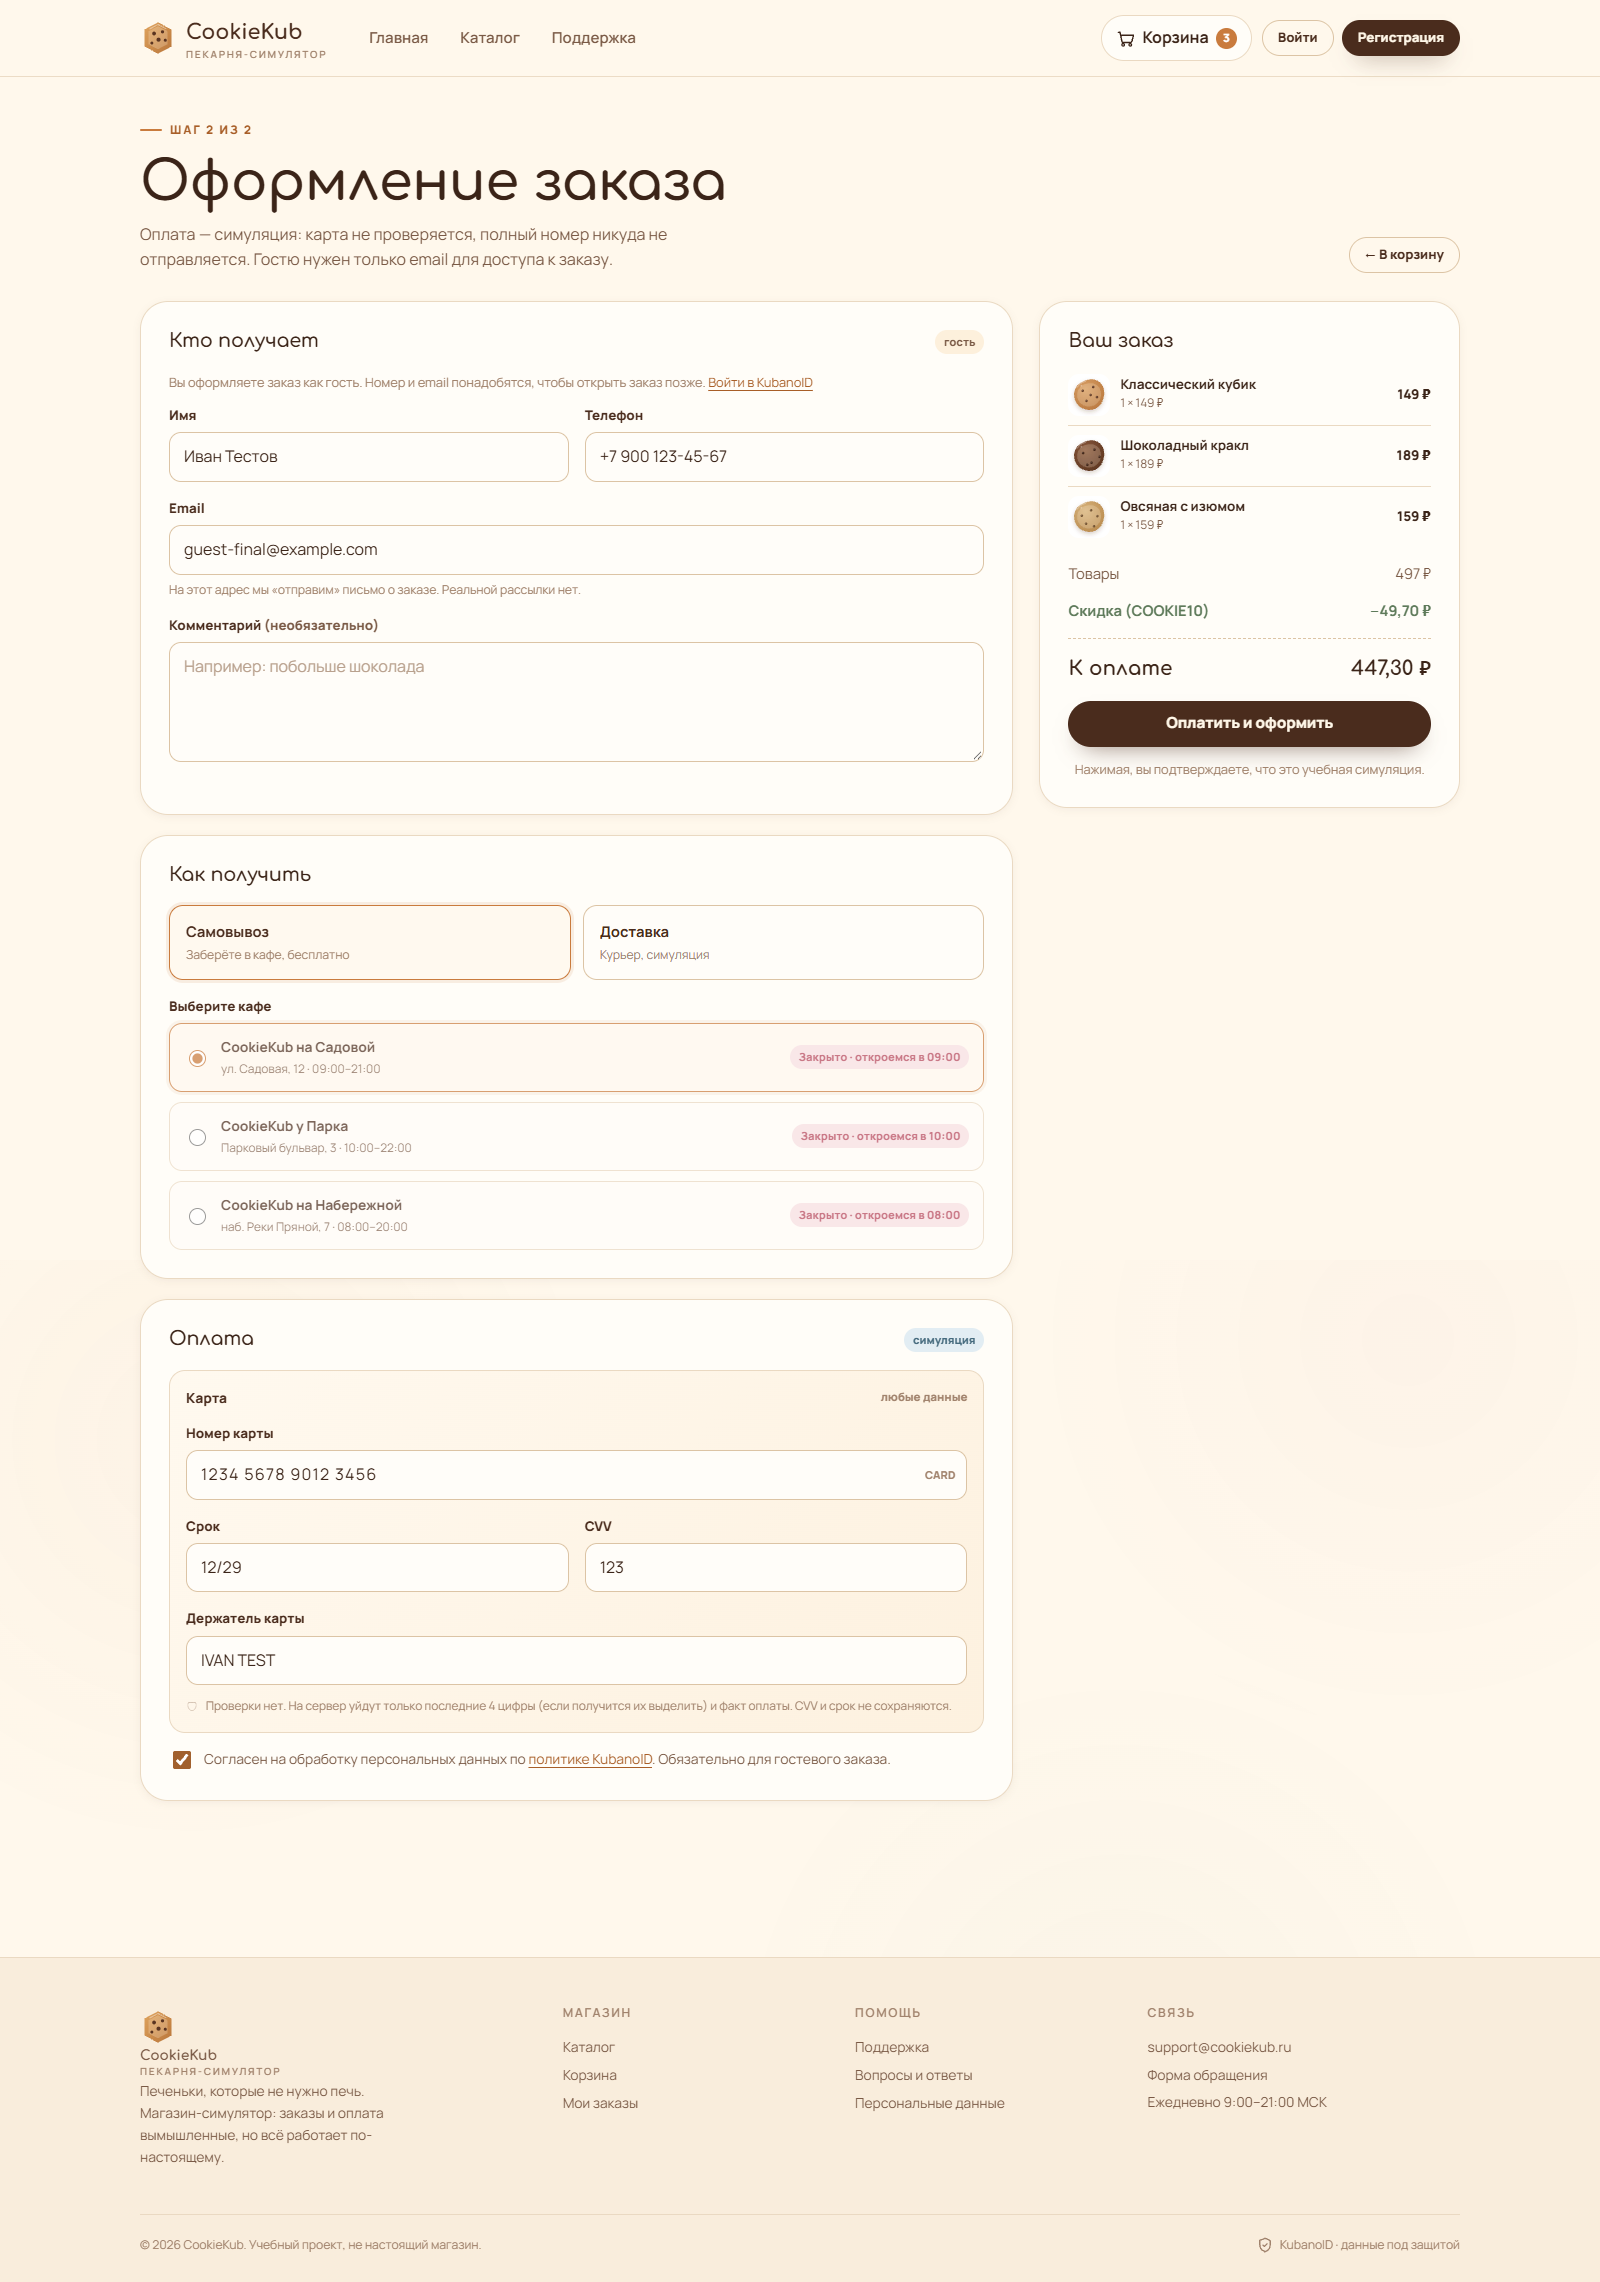 CookieKub
ПЕКАРНЯ-СИМУЛЯТОР
Главная
Каталог
Поддержка
Корзина 3
Войти
Регистрация
ШАГ 2 ИЗ 2
Оформление заказа
Оплата — симуляция: карта не проверяется, полный номер никуда не
отправляется. Гостю нужен только email для доступа к заказу.
← В корзину
Кто получает
гость
Вы оформляете заказ как гость. Номер и email понадобятся, чтобы открыть заказ позже. Войти в KubanoID
Имя
Телефон
Иван Тестов
+7 900 123-45-67
Email
guest-final@example.com
На этот адрес мы «отправим» письмо о заказе. Реальной рассылки нет.
Комментарий (необязательно)
Например: побольше шоколада
Ваш заказ
Классический кубик
1 × 149 ₽
149 ₽
Шоколадный кракл
1 × 189 ₽
189 ₽
Овсяная с изюмом
1 × 159 ₽
159 ₽
Товары
497 ₽
Скидка (COOKIE10)
−49,70 ₽
К оплате
447,30 ₽
Оплатить и оформить
Нажимая, вы подтверждаете, что это учебная симуляция.
Как получить
Самовывоз
Заберёте в кафе, бесплатно
Доставка
Курьер, симуляция
Выберите кафе
CookieKub на Садовой
ул. Садовая, 12 · 09:00–21:00
Закрыто · откроемся в 09:00
CookieKub у Парка
Парковый бульвар, 3 · 10:00–22:00
Закрыто · откроемся в 10:00
CookieKub на Набережной
наб. Реки Пряной, 7 · 08:00–20:00
Закрыто · откроемся в 08:00
Оплата
симуляция
Карта
любые данные
Номер карты
1234 5678 9012 3456
CARD
Срок
CVV
12/29
123
Держатель карты
IVAN TEST
Проверки нет. На сервер уйдут только последние 4 цифры (если получится их выделить) и факт оплаты. CVV и срок не сохраняются.
Согласен на обработку персональных данных по политике KubanoID. Обязательно для гостевого заказа.
CookieKub
ПЕКАРНЯ-СИМУЛЯТОР
Печеньки, которые не нужно печь.
Магазин-симулятор: заказы и оплата
вымышленные, но всё работает по-
настоящему.
МАГАЗИН
Каталог
Корзина
Мои заказы
ПОМОЩЬ
Поддержка
Вопросы и ответы
Персональные данные
СВЯЗЬ
support@cookiekub.ru
Форма обращения
Ежедневно 9:00–21:00 МСК
© 2026 CookieKub. Учебный проект, не настоящий магазин.
KubanoID · данные под защитой